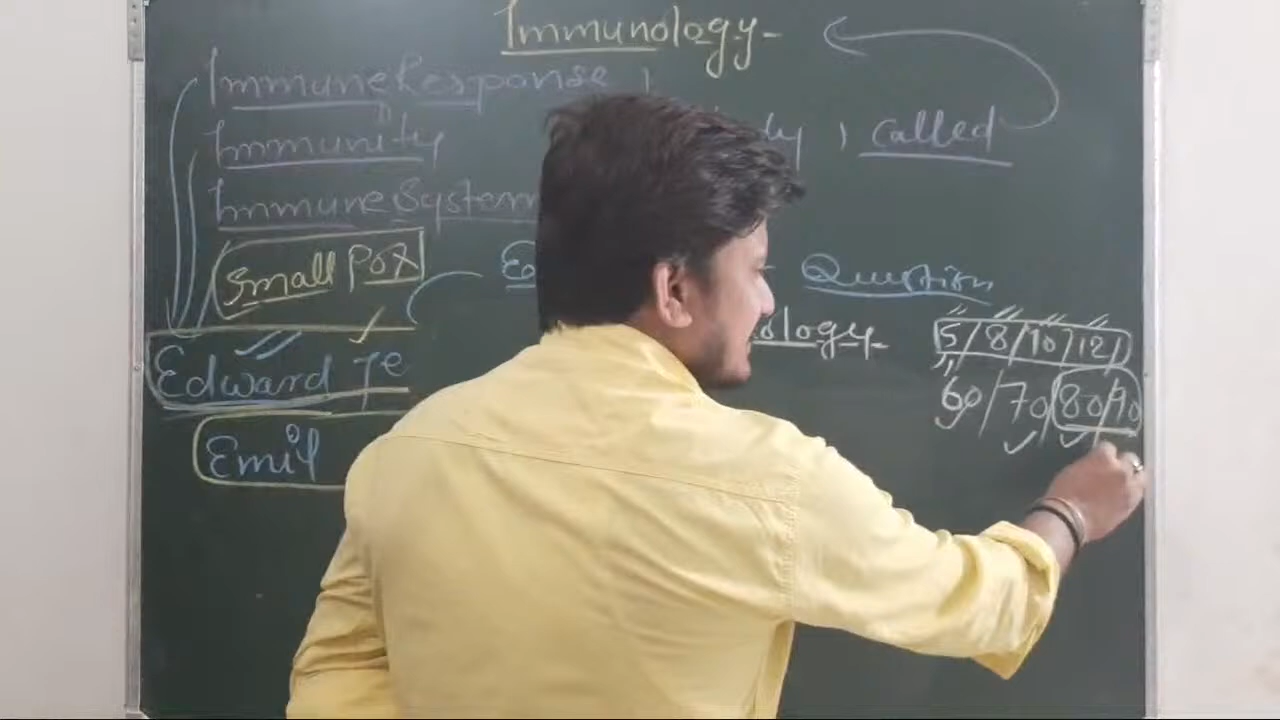 Immunology -
Immune Response,
Immunity , called
Immune System
Small Pox
Question
ology -
5/8/10/12/
60/70/80/90
Edward Je
Emil